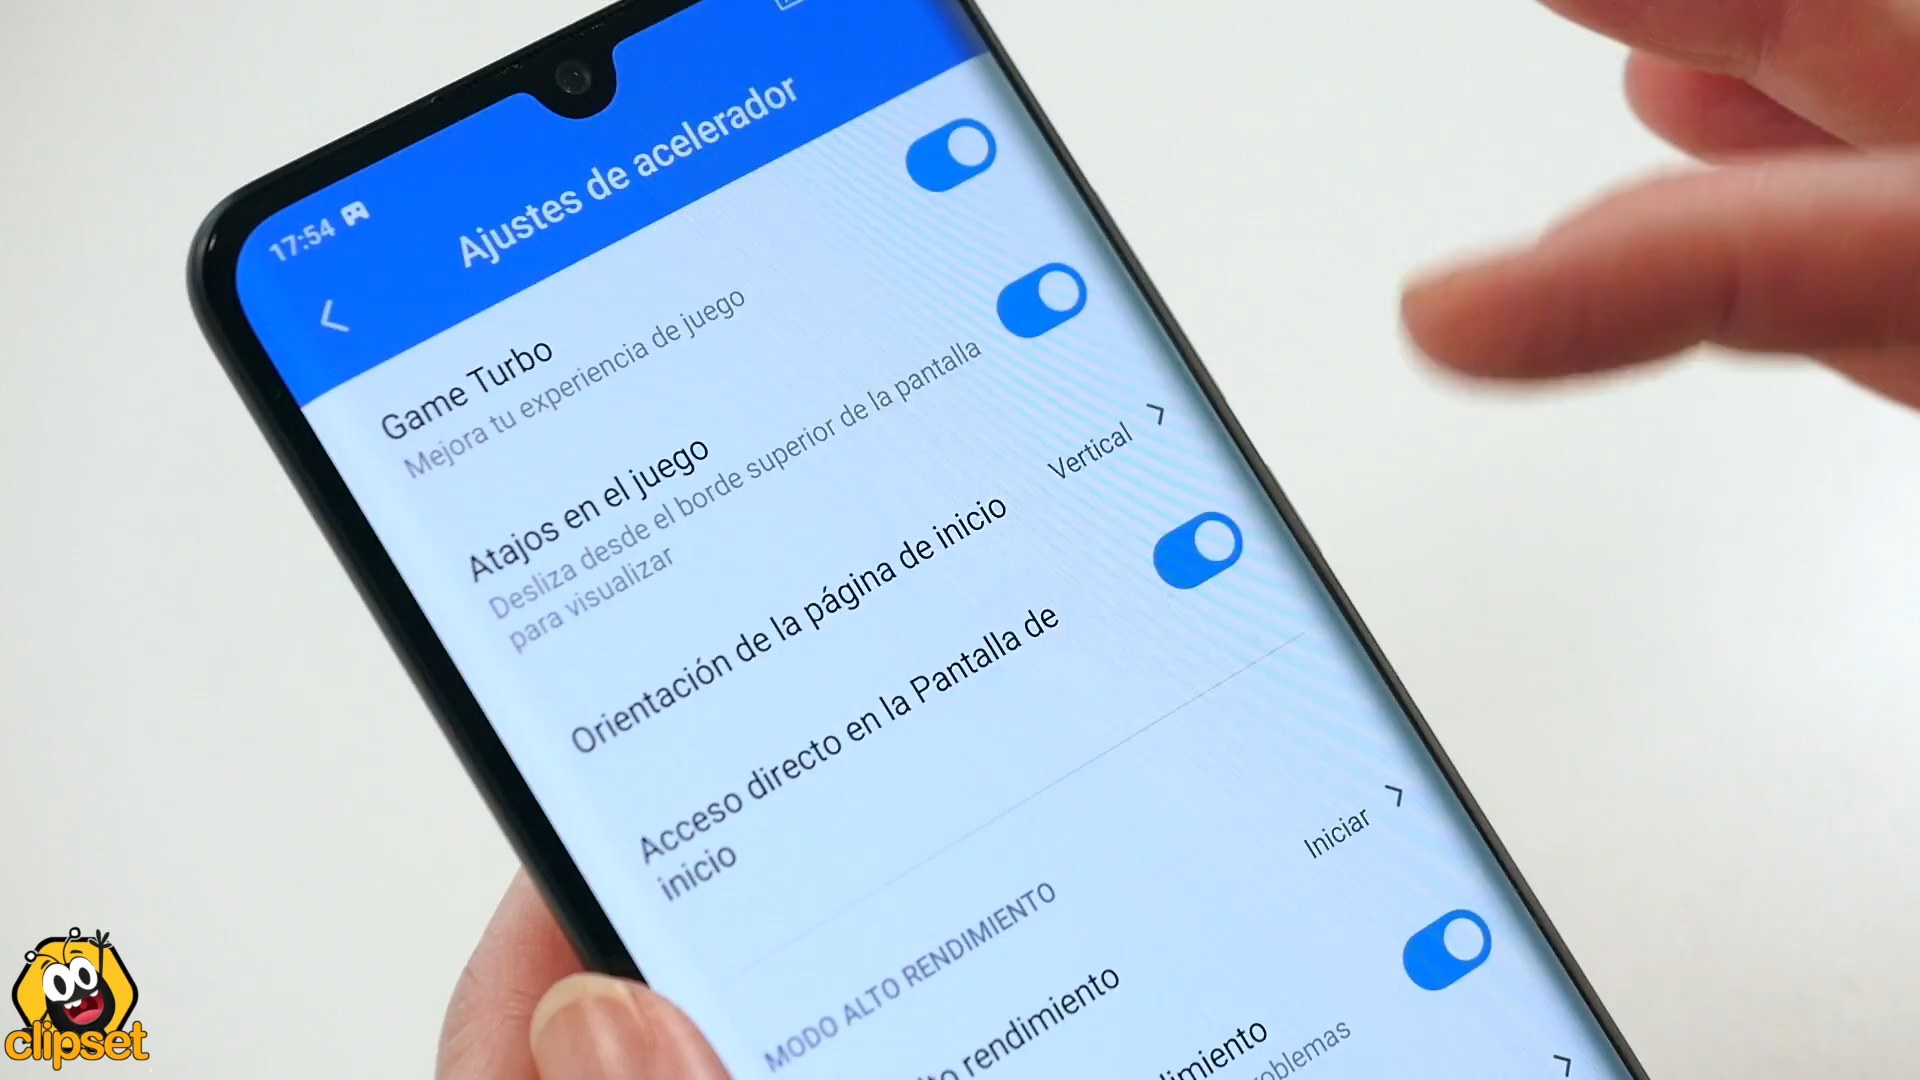 17:54
Ajustes de acelerador
Game Turbo
Mejora tu experiencia de juego
Atajos en el juego
Desliza desde el borde superior de la pantalla
para visualizar
Orientación de la página de inicio
Vertical
Acceso directo en la Pantalla de
inicio
MODO ALTO RENDIMIENTO
Iniciar
rendimiento
clipset